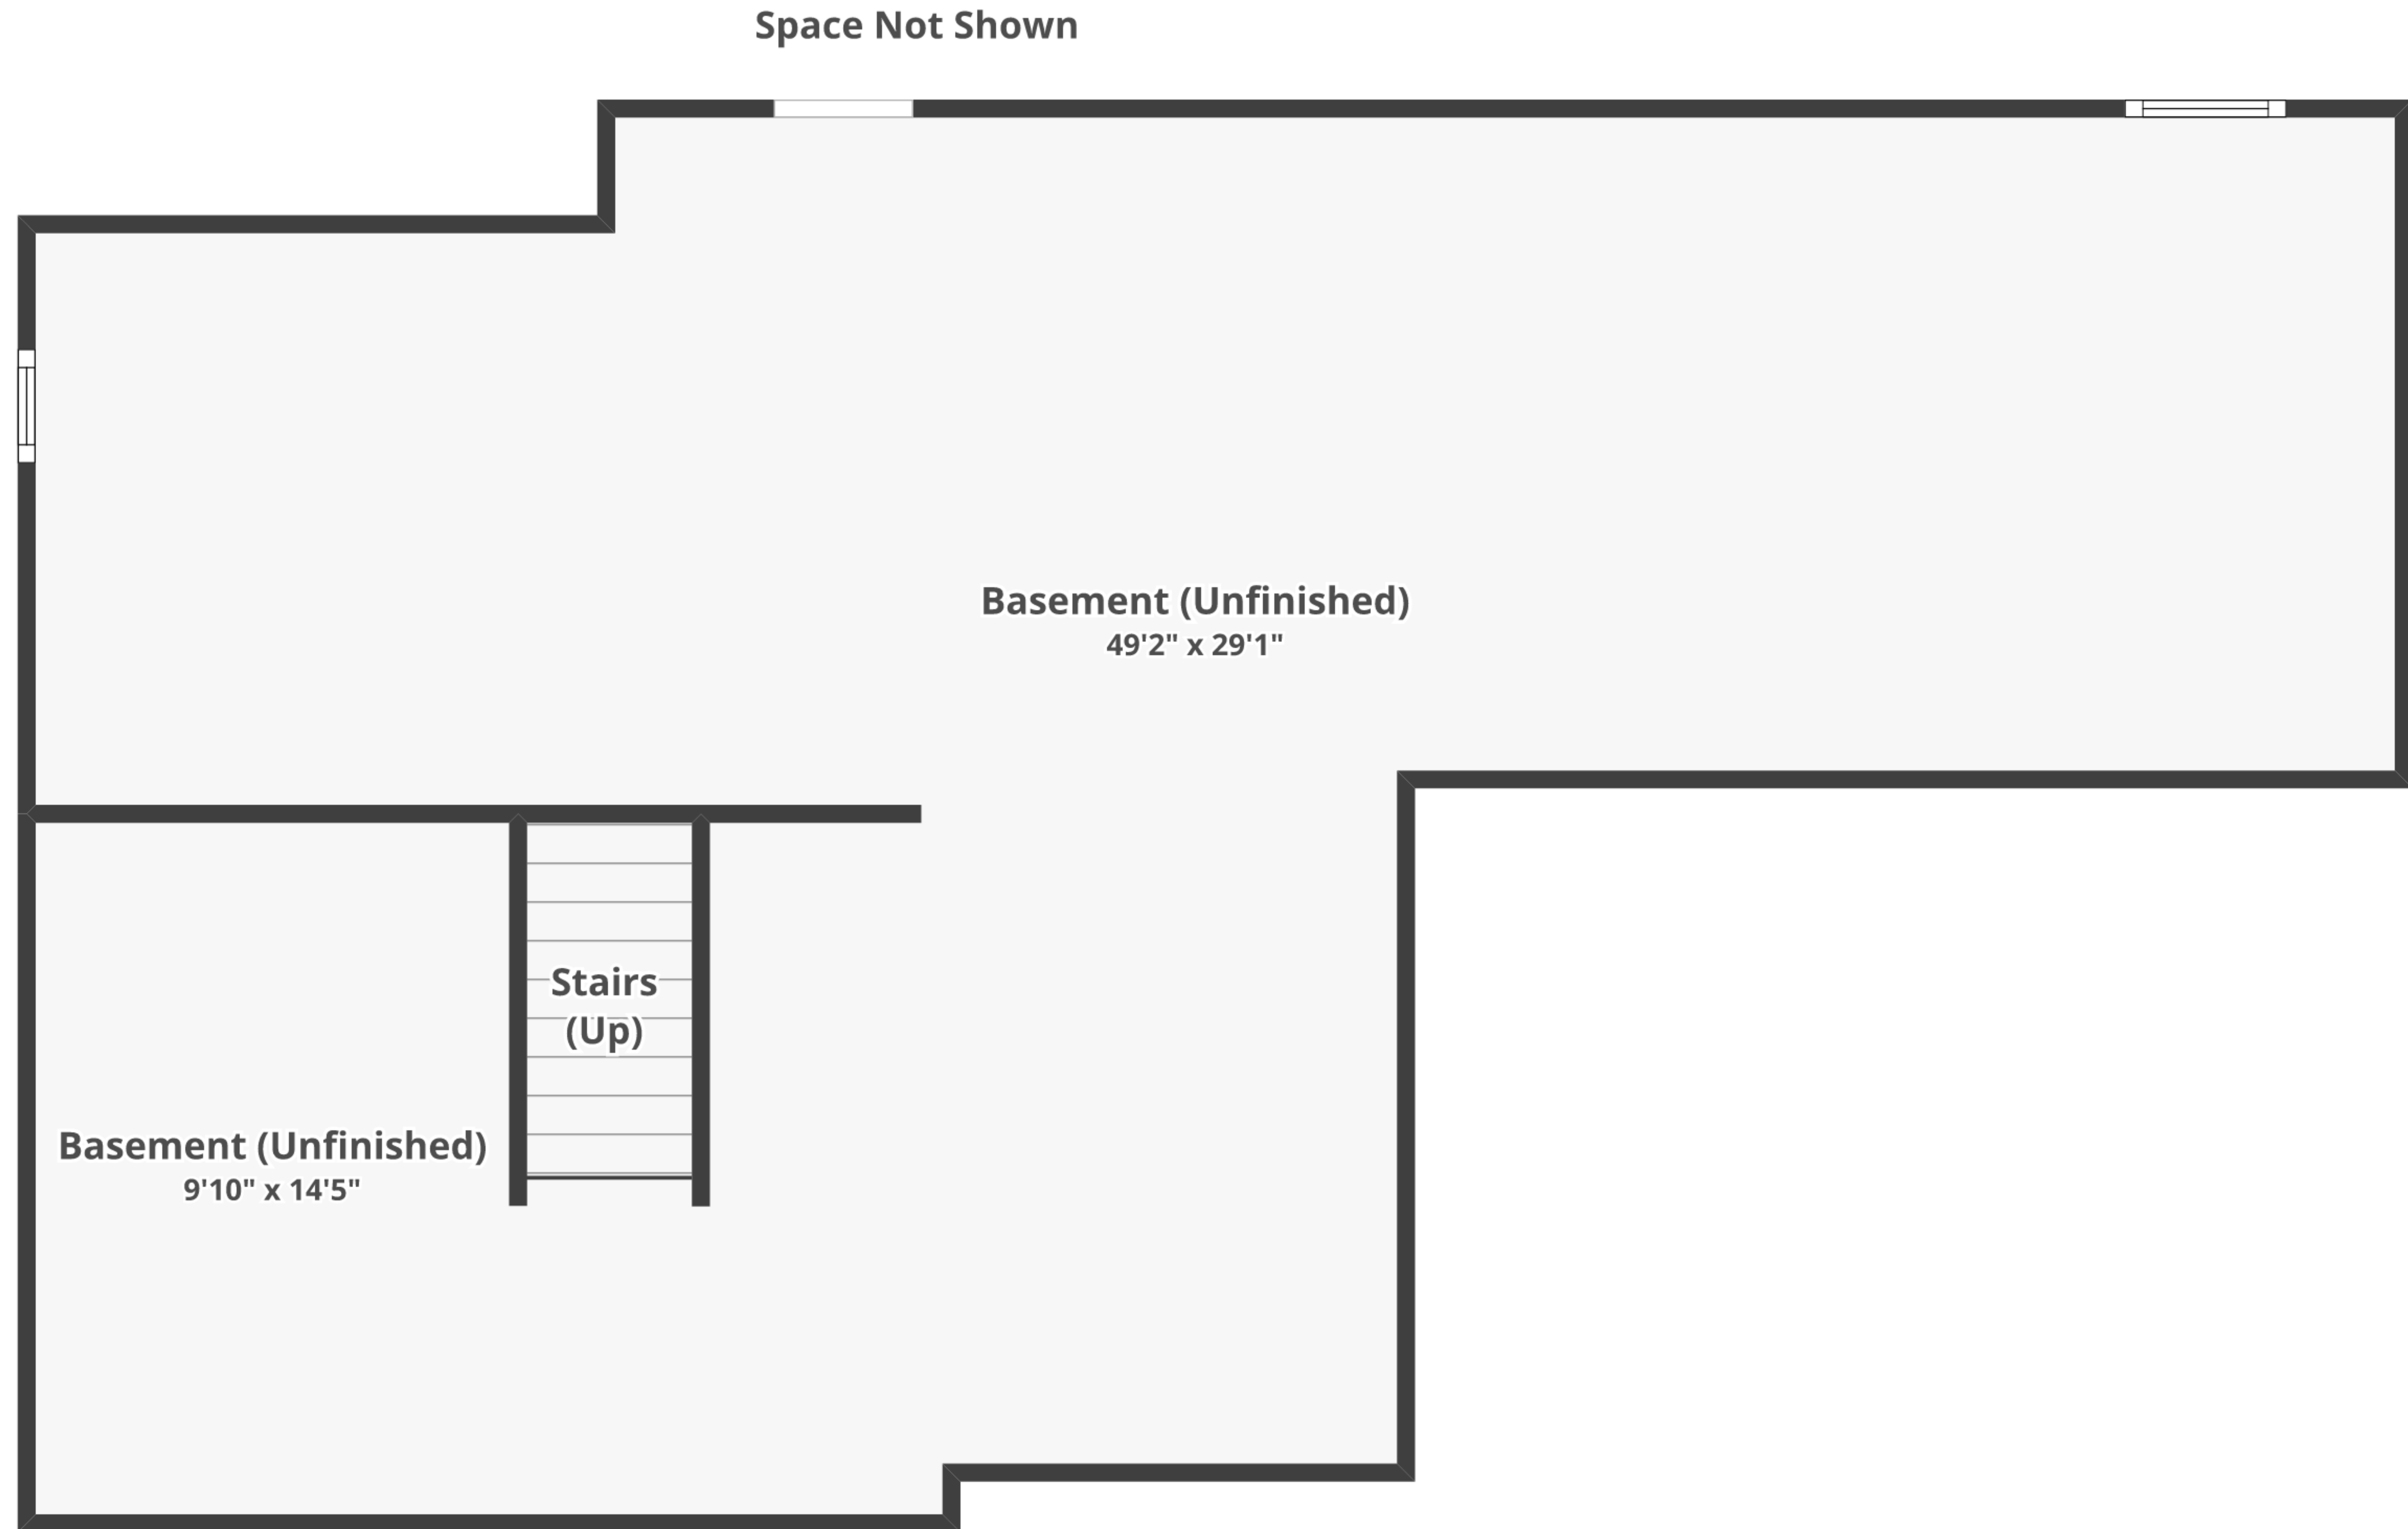 Space Not Shown
Basement (Unfinished)
49'2" x 29'1"
Stairs
(Up)
Basement (Unfinished)
9'10" x 14'5"